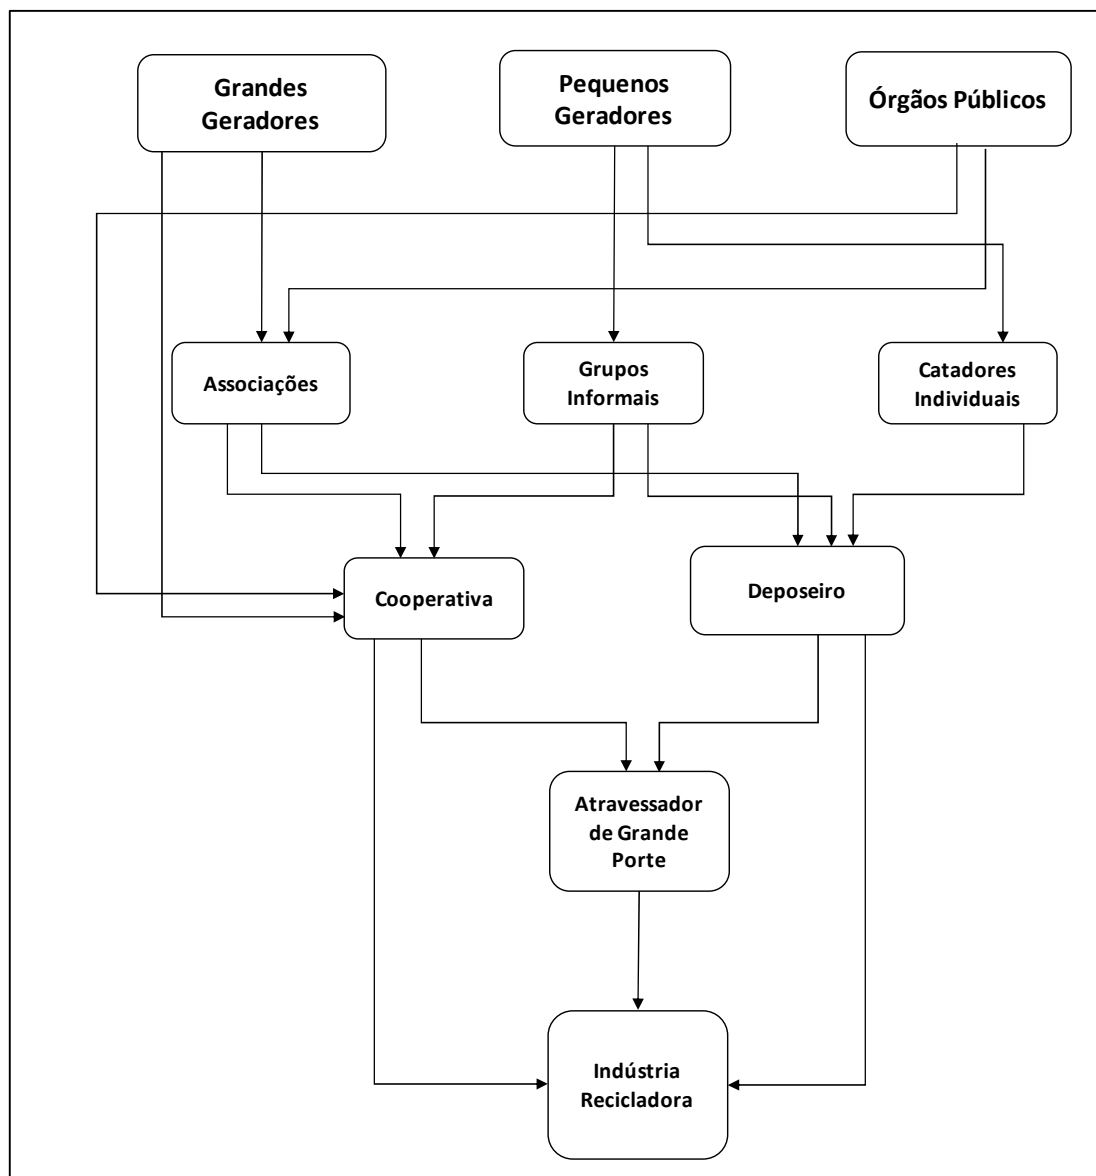 Grandes
Geradores
Pequenos
Geradores
Órgãos Públicos
Associações
Grupos
Informais
Catadores
Individuais
Cooperativa
Deposeiro
Atravessador
de Grande
Porte
Indústria
Recicladora